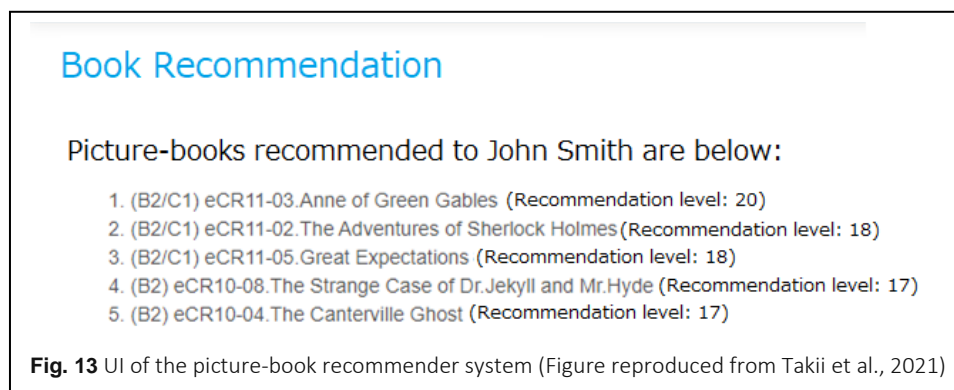 Book Recommendation
Picture-books recommended to John Smith are below:
1. (B2/C1) eCR11-03.Anne of Green Gables (Recommendation level: 20)
2. (B2/C1) eCR11-02.The Adventures of Sherlock Holmes(Recommendation level: 18)
3. (B2/C1) eCR11-05.Great Expectations (Recommendation level: 18)
4. (B2) eCR10-08.The Strange Case of Dr.Jekyll and Mr.Hyde (Recommendation level: 17)
5. (B2) eCR10-04.The Canterville Ghost (Recommendation level: 17)
Fig. 13 UI of the picture-book recommender system (Figure reproduced from Takii et al., 2021)